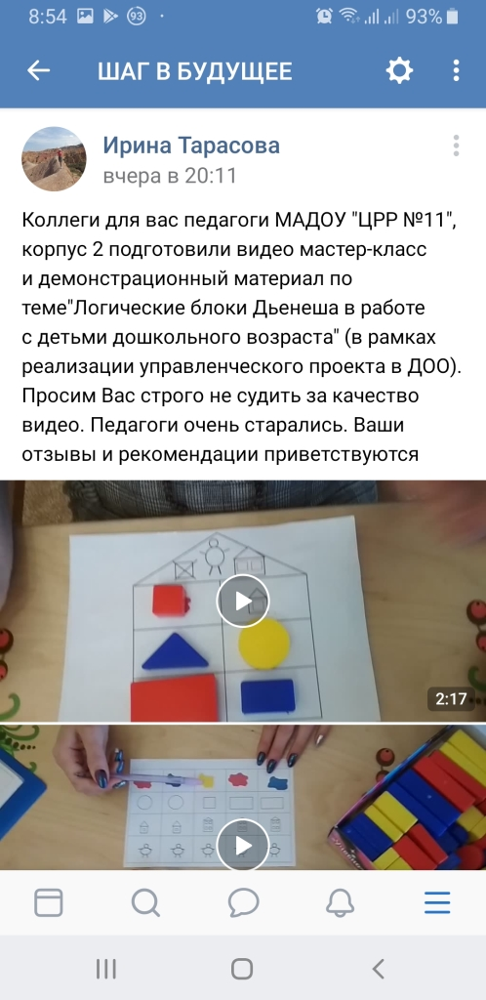 8:54 93 93%
ШАГ В БУДУЩЕЕ
Ирина Тарасова
вчера в 20:11
Коллеги для вас педагоги МАДОУ "ЦРР №11",
корпус 2 подготовили видео мастер-класс
и демонстрационный материал по
теме"Логические блоки Дьенеша в работе
с детьми дошкольного возраста" (в рамках
реализации управленческого проекта в ДОО).
Просим Вас строго не судить за качество
видео. Педагоги очень старались. Ваши
отзывы и рекомендации приветствуются
2:17